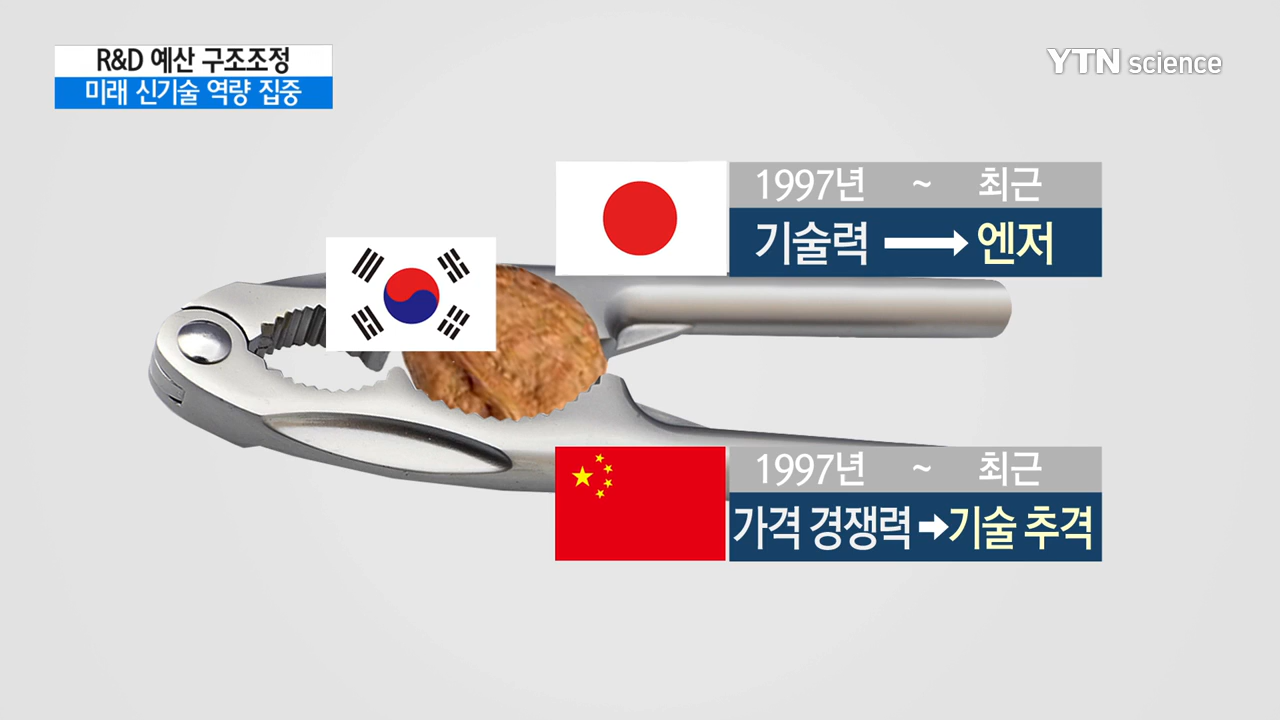 R&D 예산 구조조정
미래 신기술 역량 집중
YTN science
1997년 ~ 최근
기술력 → 엔저
1997년 ~ 최근
가격 경쟁력 → 기술 추격